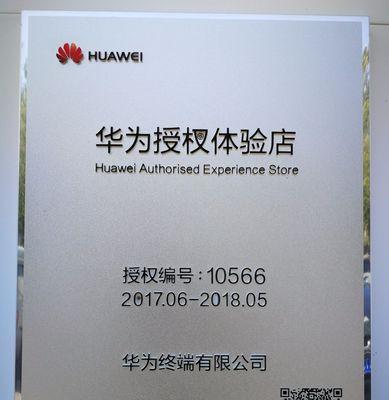 HUAWEI
华为授权体验店
Huawei Authorised Experience Store
授权编号:10566
2017.06-2018.05
华为终端有限公司